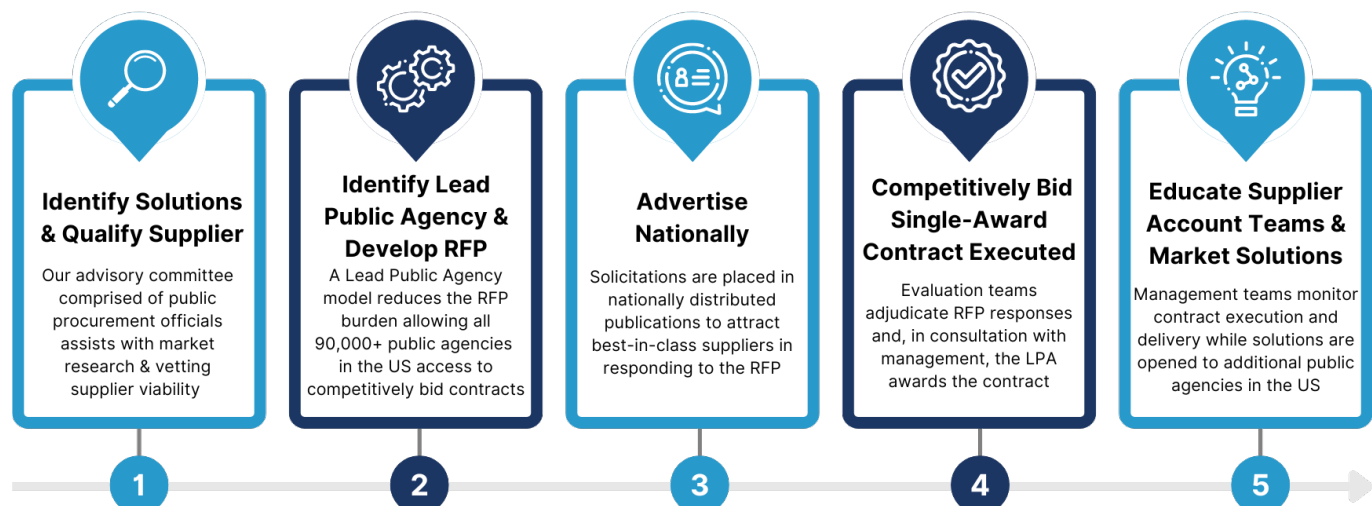 Identify Solutions
& Qualify Supplier
Our advisory committee
comprised of public
procurement officials
assists with market
research & vetting
supplier viability
1
Identify Lead
Public Agency &
Develop RFP
A Lead Public Agency
model reduces the RFP
burden allowing all
90,000+ public agencies
in the US access to
competitively bid contracts
2
Advertise
Nationally
Solicitations are placed in
nationally distributed
publications to attract
best-in-class suppliers in
responding to the RFP
3
Competitively Bid
Single-Award
Contract Executed
Evaluation teams
adjudicate RFP responses
and, in consultation with
management, the LPA
awards the contract
4
Educate Supplier
Account Teams &
Market Solutions
Management teams monitor
contract execution and
delivery while solutions are
opened to additional public
agencies in the US
5